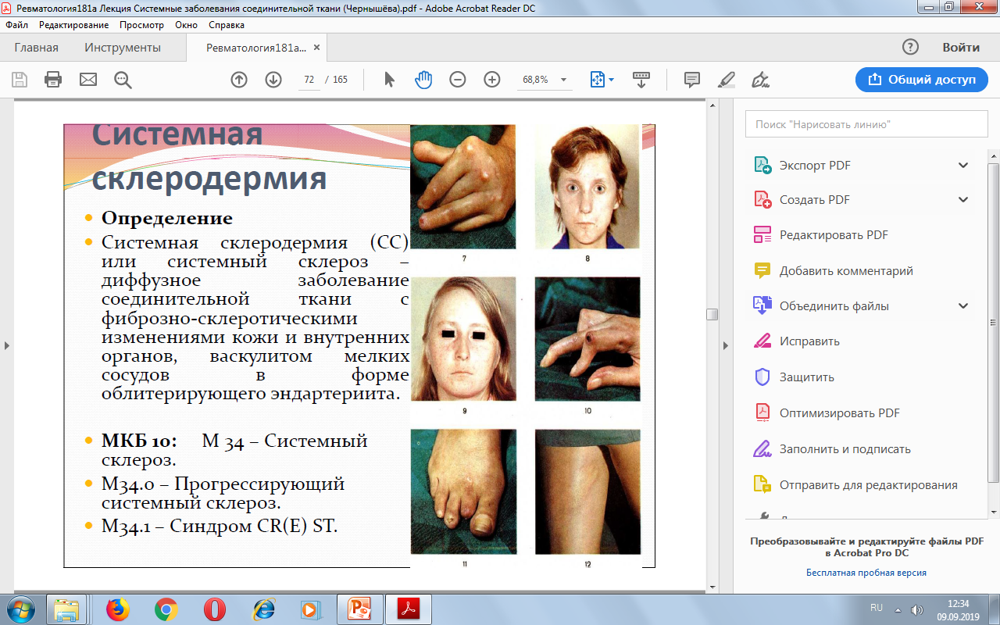 Ревматология181а Лекция Системные заболевания соединительной ткани (Чернышёва).pdf - Adobe Acrobat Reader DC
Файл Редактирование Просмотр Окно Справка
Главная Инструменты Ревматология181а... × Войти
72 / 165 68,8% Общий доступ
Системная
склеродермия
Определение
Системная склеродермия (СС)
или системный склероз –
диффузное заболевание
соединительной ткани с
фиброзно-склеротическими
изменениями кожи и внутренних
органов, васкулитом мелких
сосудов в форме
облитерирующего эндартериита.
МКБ 10: М 34 – Системный
склероз.
М34.0 – Прогрессирующий
системный склероз.
М34.1 – Синдром CR(E) ST.
7 8
9 10
11 12
Поиск "Нарисовать линию"
Экспорт PDF
Создать PDF
Редактировать PDF
Добавить комментарий
Объединить файлы
Исправить
Защитить
Оптимизировать PDF
Заполнить и подписать
Отправить для редактирования
Преобразовывайте и редактируйте файлы PDF
в Acrobat Pro DC
Бесплатная пробная версия
RU 12:34
09.09.2019